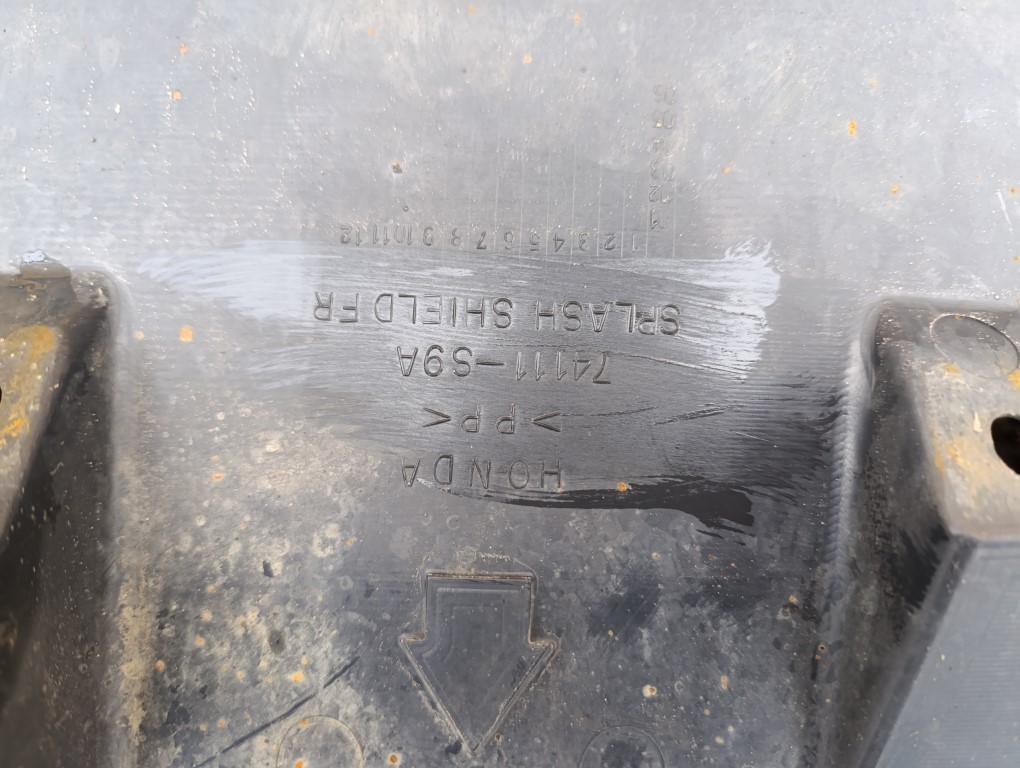 1 2 3 4 5 6 7 8 9 10 11 12
SPLASH SHIELD FR
74111-S9A
>PP<
HONDA